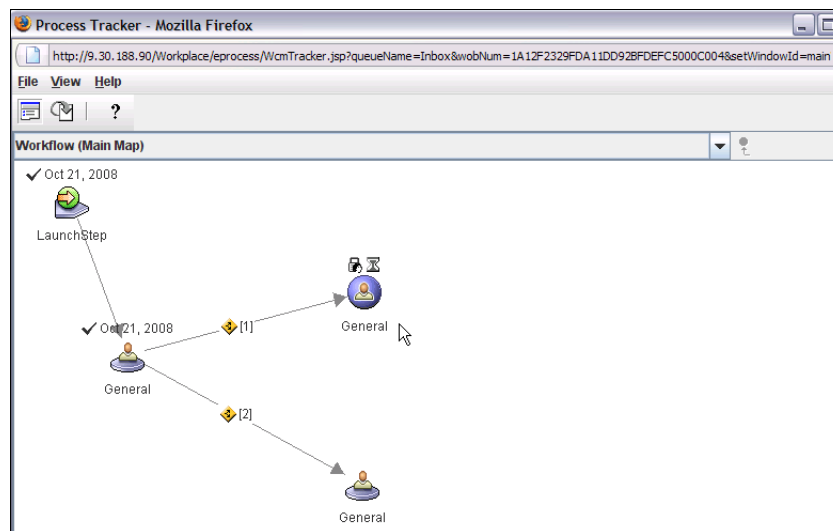 Process Tracker - Mozilla Firefox
http://9.30.188.90/Workplace/eprocess/WcmTracker.jsp?queueName=Inbox&wobNum=1A12F2329FDA11DD92BFDEFC5000C004&setWindowId=main
File View Help
?
Workflow (Main Map)
Oct 21, 2008
LaunchStep
General
Oct 21, 2008
[1]
General
[2]
General